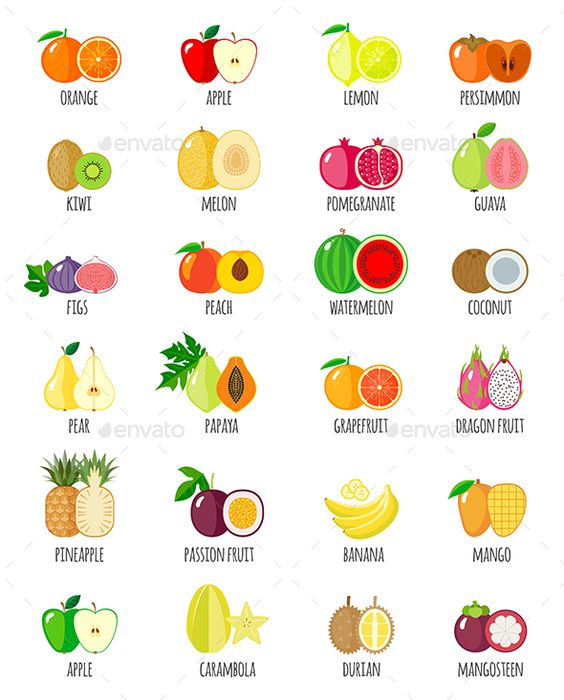 ORANGE
APPLE
LEMON
PERSIMMON
envato
envato
KIWI
MELON
POMEGRANATE
GUAVA
FIGS
PEACH
WATERMELON
COCONUT
PEAR
PAPAYA
GRAPEFRUIT
DRAGON FRUIT
envato
envato
PINEAPPLE
PASSION FRUIT
BANANA
MANGO
APPLE
CARAMBOLA
DURIAN
MANGOSTEEN